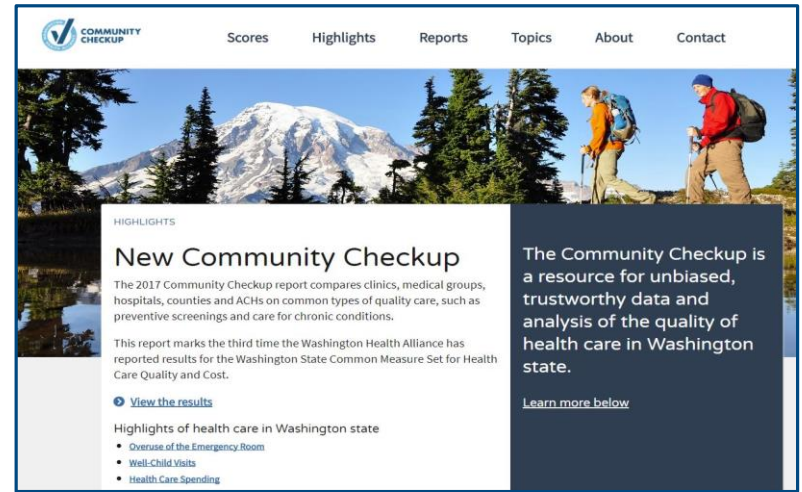 COMMUNITY
CHECKUP
Scores Highlights Reports Topics About Contact
HIGHLIGHTS
New Community Checkup
The 2017 Community Checkup report compares clinics, medical groups,
hospitals, counties and ACHs on common types of quality care, such as
preventive screenings and care for chronic conditions.
This report marks the third time the Washington Health Alliance has
reported results for the Washington State Common Measure Set for Health
Care Quality and Cost.
View the results
Highlights of health care in Washington state
• Overuse of the Emergency Room
• Well-Child Visits
• Health Care Spending
The Community Checkup is
a resource for unbiased,
trustworthy data and
analysis of the quality of
health care in Washington
state.
Learn more below